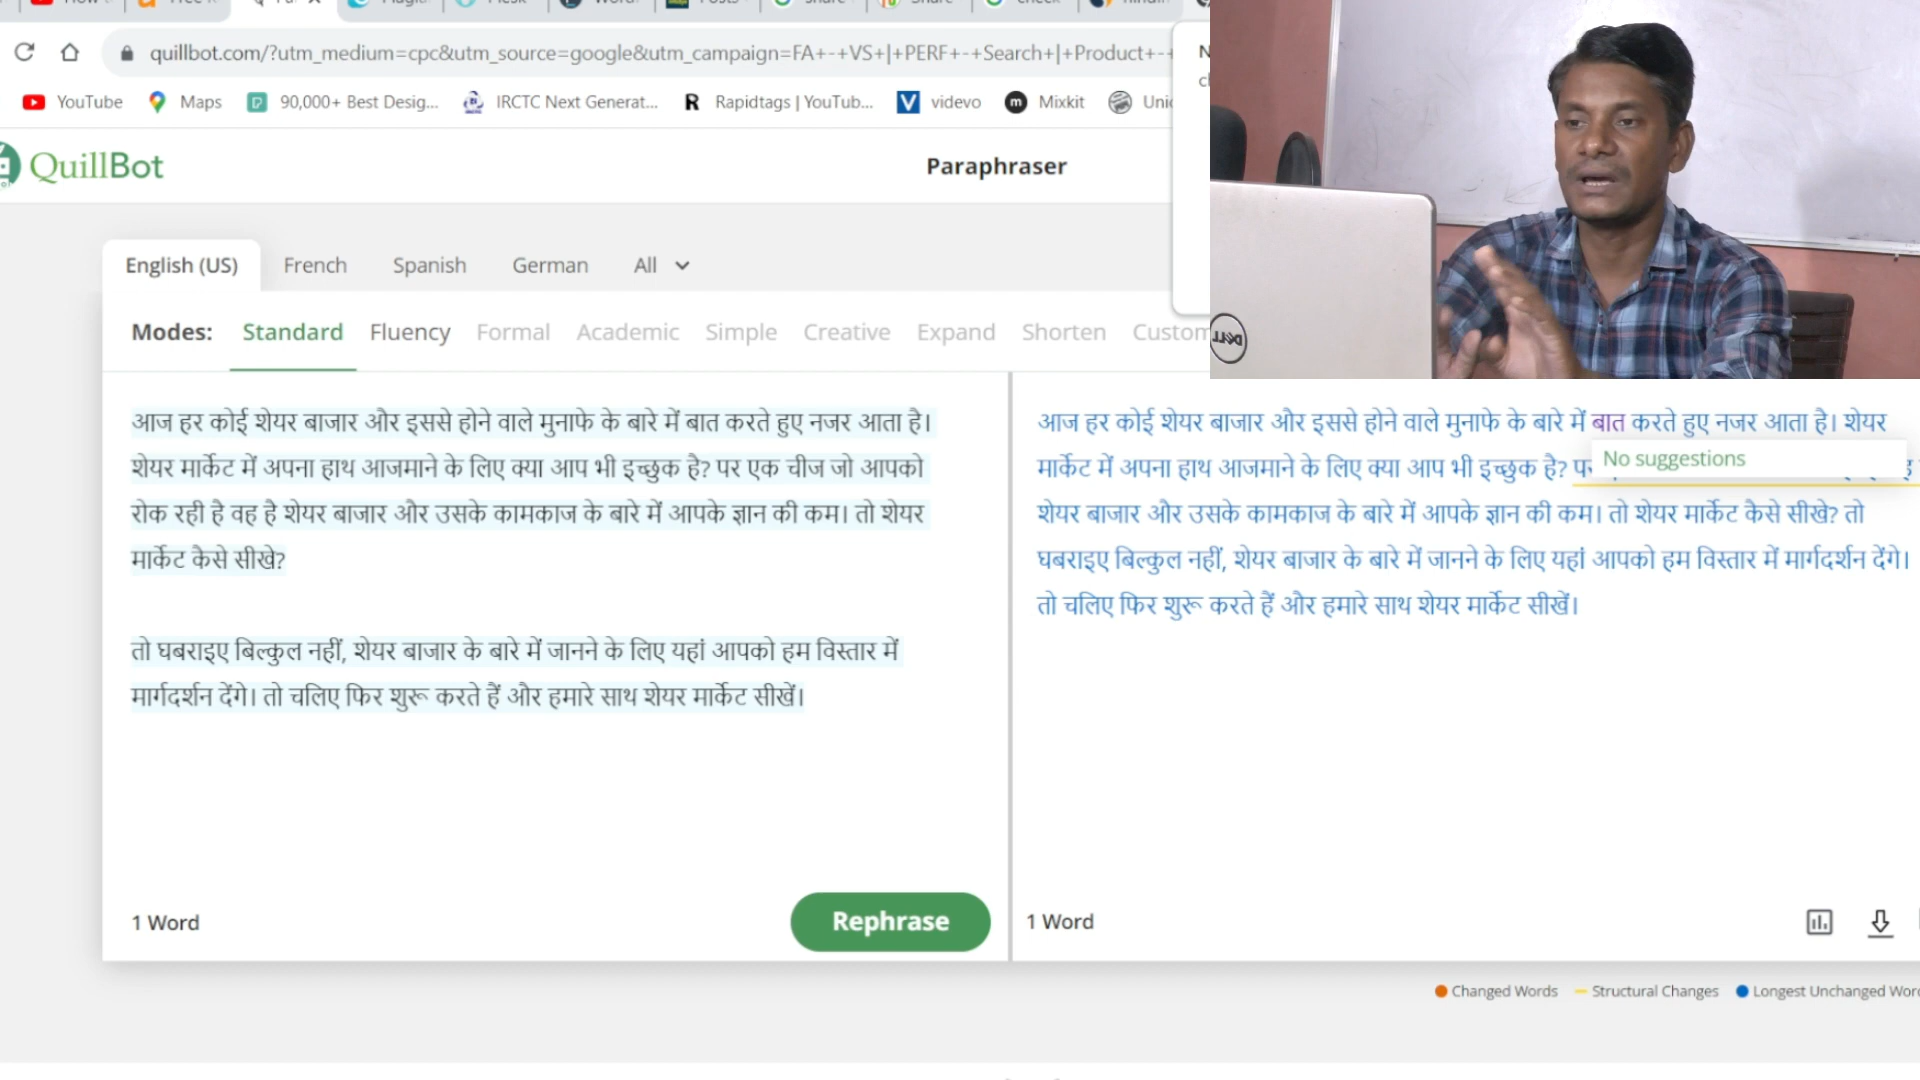 quillbot.com/?utm_medium=cpc&utm_source=google&utm_campaign=FA+-+VS+|+PERF+-+Search+|+Product+-+
YouTube Maps 90,000+ Best Desig... IRCTC Next Generat... Rapidtags | YouTub... videvo Mixkit
QuillBot
Paraphraser
English (US) French Spanish German All
Modes: Standard Fluency Formal Academic Simple Creative Expand Shorten Custom
DELL
आज हर कोई शेयर बाजार और इससे होने वाले मुनाफे के बारे में बात करते हुए नजर आता है।
शेयर मार्केट में अपना हाथ आजमाने के लिए क्या आप भी इच्छुक है? पर एक चीज जो आपको
रोक रही है वह है शेयर बाजार और उसके कामकाज के बारे में आपके ज्ञान की कम। तो शेयर
मार्केट कैसे सीखे?
तो घबराइए बिल्कुल नहीं, शेयर बाजार के बारे में जानने के लिए यहां आपको हम विस्तार में
मार्गदर्शन देंगे। तो चलिए फिर शुरू करते हैं और हमारे साथ शेयर मार्केट सीखें।
1 Word
Rephrase
आज हर कोई शेयर बाजार और इससे होने वाले मुनाफे के बारे में बात करते हुए नजर आता है। शेयर
मार्केट में अपना हाथ आजमाने के लिए क्या आप भी इच्छुक है?
No suggestions
शेयर बाजार और उसके कामकाज के बारे में आपके ज्ञान की कम। तो शेयर मार्केट कैसे सीखे? तो
घबराइए बिल्कुल नहीं, शेयर बाजार के बारे में जानने के लिए यहां आपको हम विस्तार में मार्गदर्शन देंगे।
तो चलिए फिर शुरू करते हैं और हमारे साथ शेयर मार्केट सीखें।
1 Word
Changed Words Structural Changes Longest Unchanged